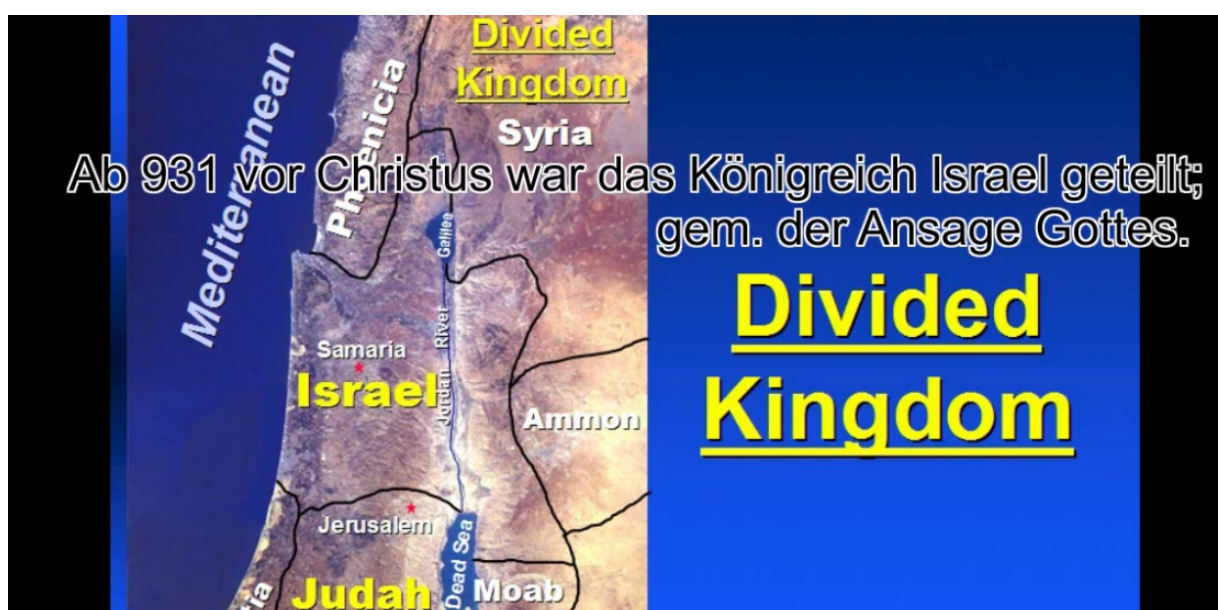 Divided
Kingdom
Syria
Phoenicia
Mediterranean
Ab 931 vor Christus war das Königreich Israel geteilt;
gem. der Ansage Gottes.
Divided
Kingdom
Galilee
Jordan River
Samaria
Israel
Ammon
Jerusalem
Judah
Dead Sea
Moab